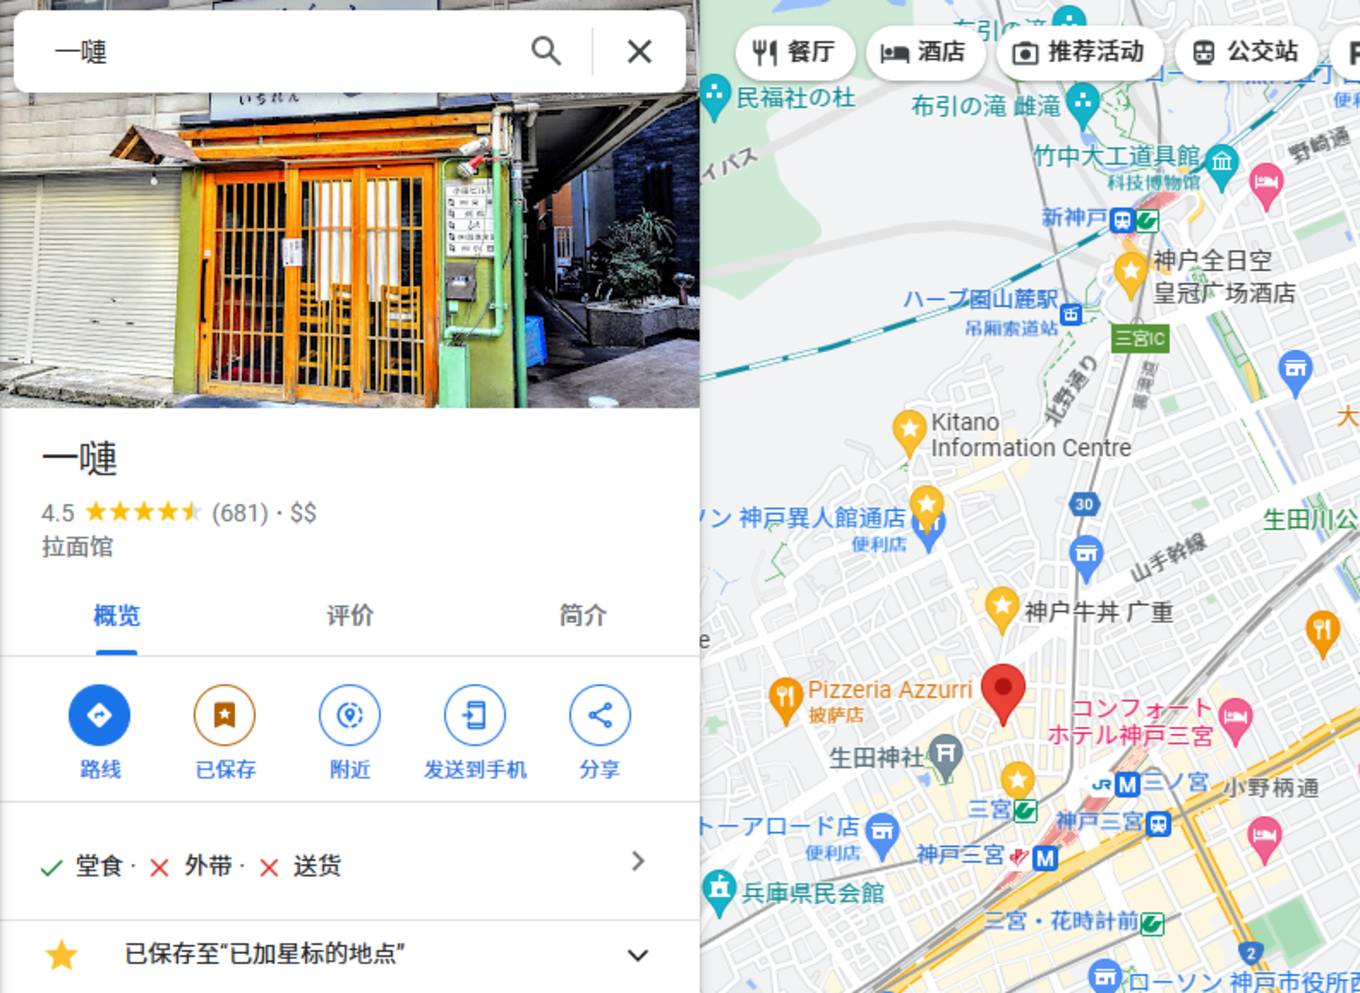 一嗹
いちれん
一嗹
4.5
(681) · $$
拉面馆
概览
评价
简介
路线
已保存
附近
发送到手机
分享
堂食 ·
外带 ·
送货
已保存至“已加星标的地点”
餐厅
酒店
推荐活动
公交站
布引の滝
民福社の杜
布引の滝 雌滝
イパス
竹中大工道具館
科技博物馆
野崎通
新神戸
神户全日空
皇冠广场酒店
ハーブ園山麓駅
吊厢索道站
三宮IC
北野通り
Kitano
Information Centre
大
30
ソン 神戸異人館通店
便利店
生田川公
山手幹線
神户牛丼 广重
e
Pizzeria Azzurri
披萨店
コンフォート
ホテル神戸三宮
生田神社
JR M 三ノ宮
小野柄通
三宮
トーアロード店
便利店
神戸三宮
神戸三宮
M
兵庫県民会館
三宮・花時計前
2
ローソン 神戸市役所西